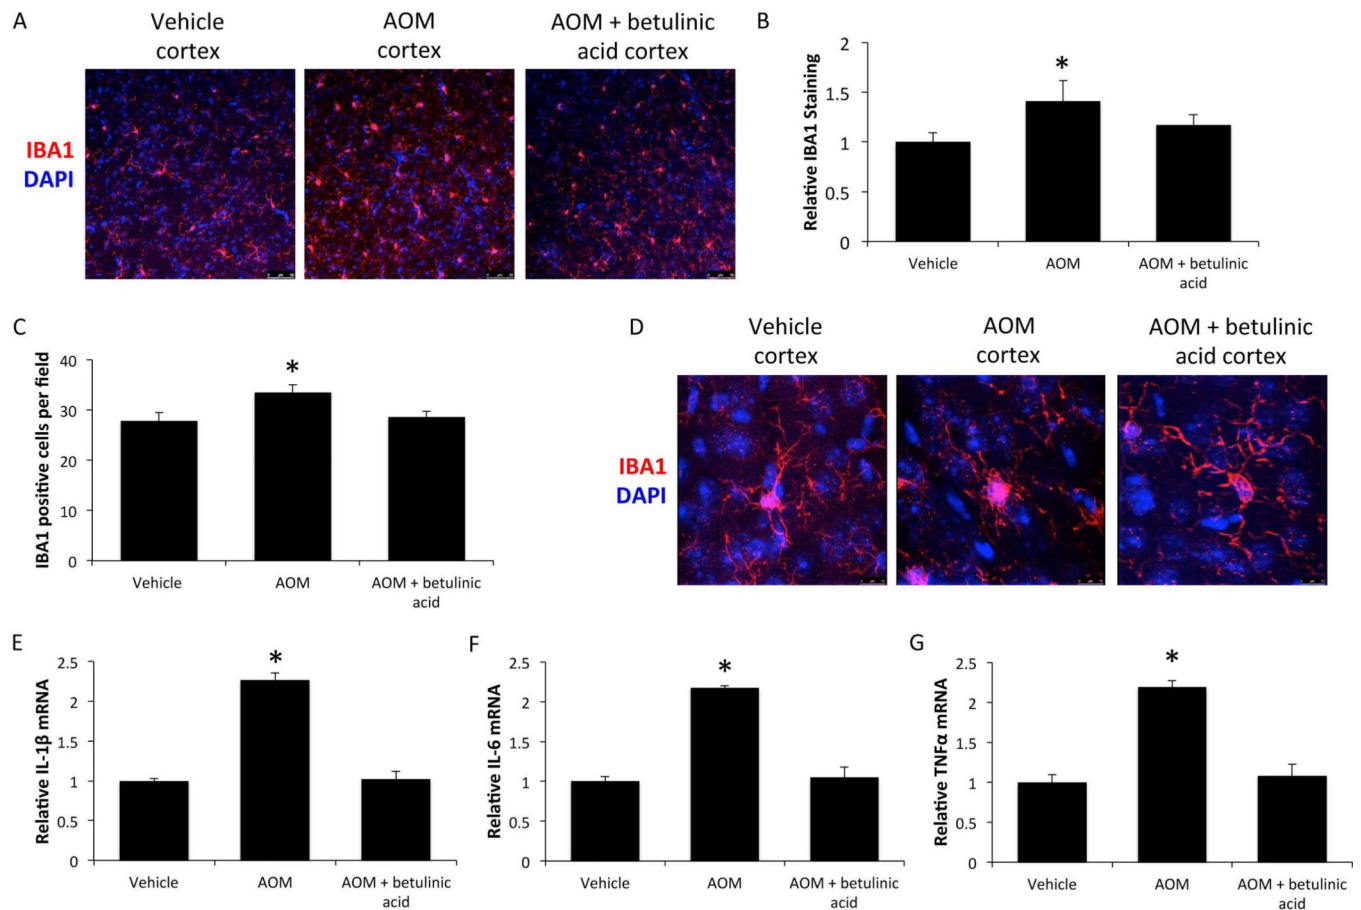 A
Vehicle
cortex
AOM
cortex
AOM + betulinic
acid cortex
IBA1
DAPI
B
Relative IBA1 Staining
2
1.5
1
0.5
0
*
Vehicle
AOM
AOM + betulinic
acid
C
IBA1 positive cells per field
40
30
20
10
0
*
Vehicle
AOM
AOM + betulinic
acid
D
Vehicle
cortex
AOM
cortex
AOM + betulinic
acid cortex
IBA1
DAPI
E
Relative IL-1β mRNA
2.5
2
1.5
1
0.5
0
*
Vehicle
AOM
AOM + betulinic
acid
F
Relative IL-6 mRNA
2.5
2
1.5
1
0.5
0
*
Vehicle
AOM
AOM + betulinic
acid
G
Relative TNFα mRNA
2.5
2
1.5
1
0.5
0
*
Vehicle
AOM
AOM + betulinic
acid